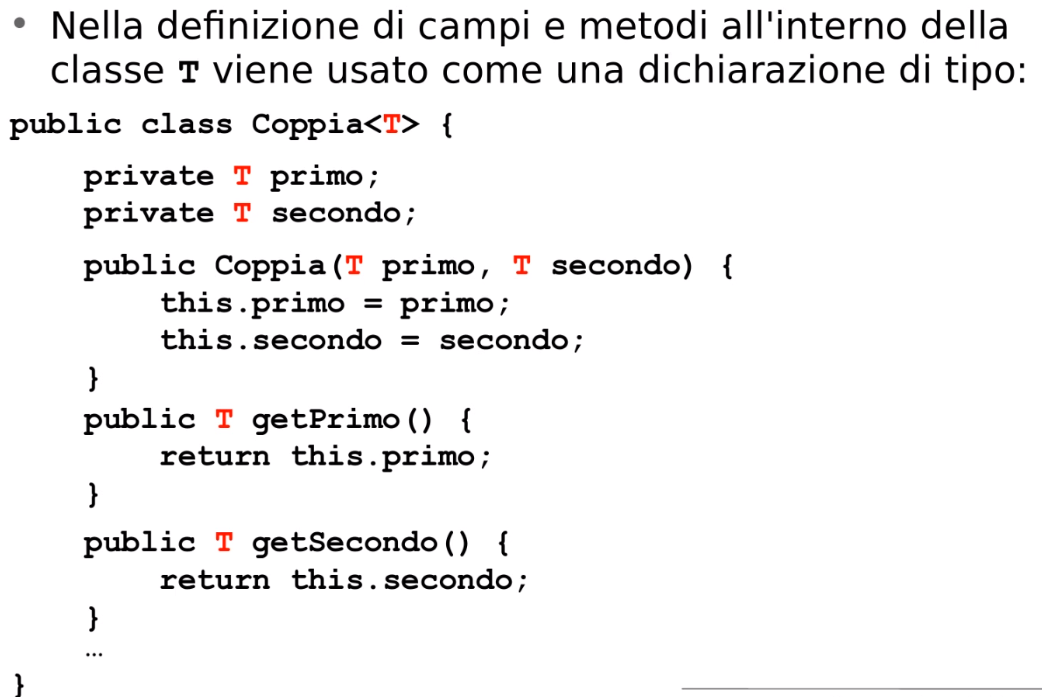 • Nella definizione di campi e metodi all'interno della
classe T viene usato come una dichiarazione di tipo:
public class Coppia<T> {
private T primo;
private T secondo;
public Coppia(T primo, T secondo) {
this.primo = primo;
this.secondo = secondo;
}
public T getPrimo() {
return this.primo;
}
public T getSecondo() {
return this.secondo;
}
…
}